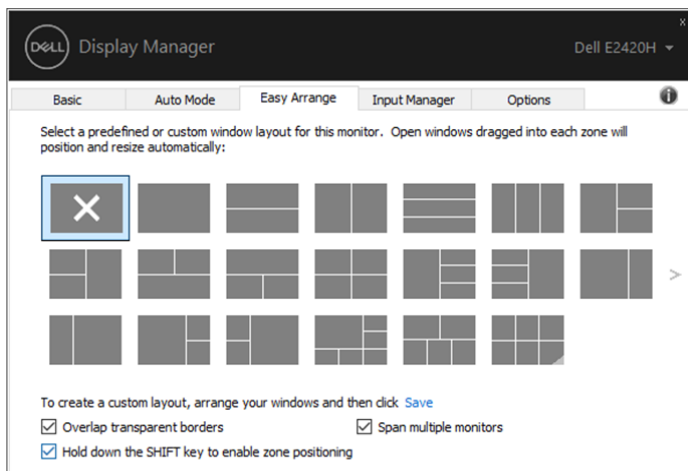 x
DELL Display Manager Dell E2420H
Basic Auto Mode Easy Arrange Input Manager Options i
Select a predefined or custom window layout for this monitor. Open windows dragged into each zone will
position and resize automatically:
To create a custom layout, arrange your windows and then click Save
Overlap transparent borders Span multiple monitors
Hold down the SHIFT key to enable zone positioning